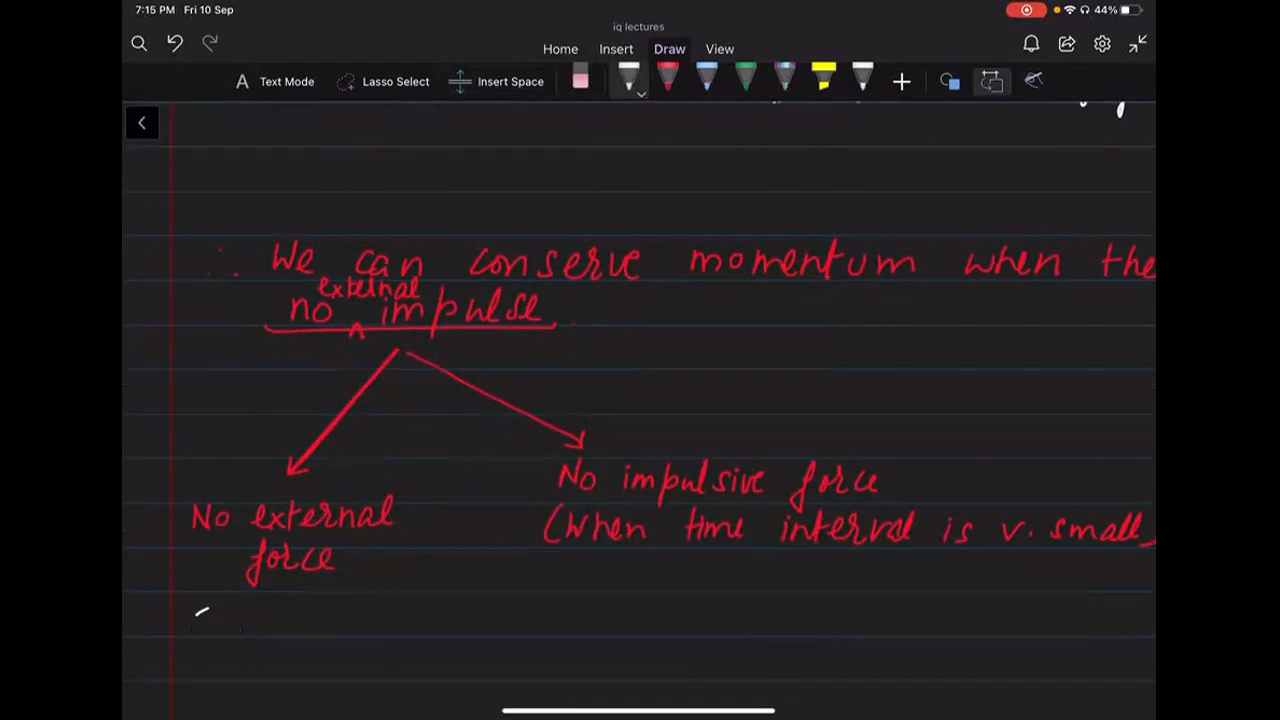 7:15 PM Fri 10 Sep
44%
iq lectures
Home Insert Draw View
Text Mode Lasso Select Insert Space
∴ We can conserve momentum when the
external
no ^ impulse.
No impulsive force
(When time interval is v. small)
No external
force